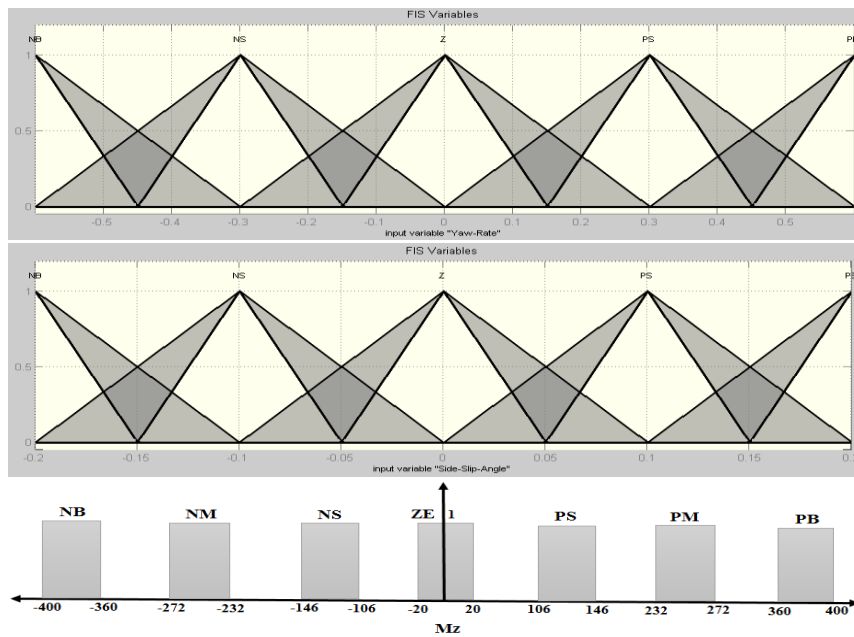 FIS Variables
NB NS Z PS P
1
0.5
0
-0.5 -0.4 -0.3 -0.2 -0.1 0 0.1 0.2 0.3 0.4 0.5
input variable "Yaw-Rate"
FIS Variables
NB NS Z PS P
1
0.5
0
-0.2 -0.15 -0.1 -0.05 0 0.05 0.1 0.15
input variable "Side-Slip-Angle"
NB NM NS ZE 1 PS PM PB
-400 -360 -272 -232 -146 -106 -20 20 106 146 232 272 360 400
Mz